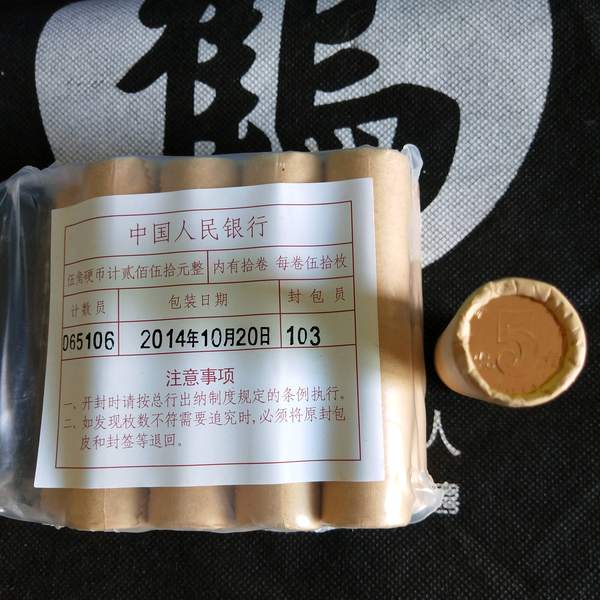 鶴
中国人民银行
伍角硬币计贰佰伍拾元整 内有拾卷 每卷伍拾枚
计数员 包装日期 封包员
065106 2014年10月20日 103
注意事项
一、开封时请按总行出纳制度规定的条例执行。
二、如发现枚数不符需要追究时,必须将原封包
皮和封签等退回。
5
人